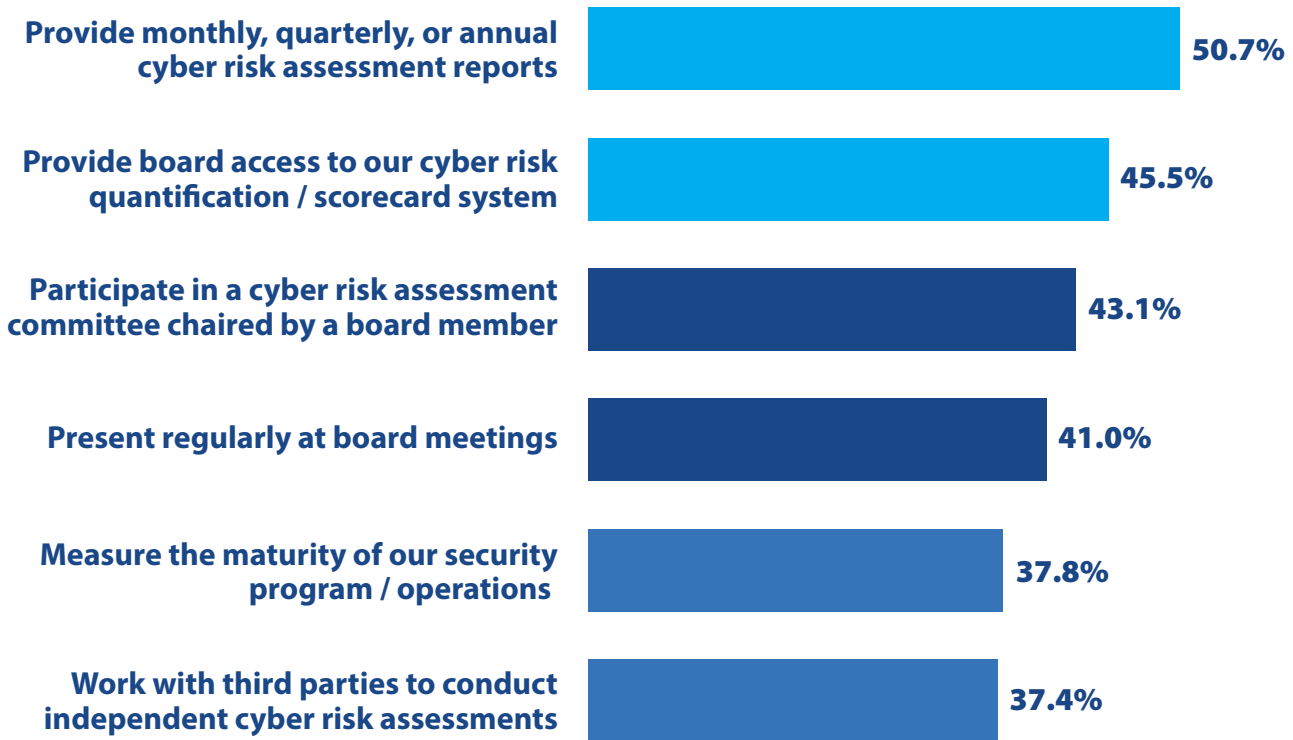 Provide monthly, quarterly, or annual
cyber risk assessment reports
50.7%
Provide board access to our cyber risk
quantification / scorecard system
45.5%
Participate in a cyber risk assessment
committee chaired by a board member
43.1%
Present regularly at board meetings
41.0%
Measure the maturity of our security
program / operations
37.8%
Work with third parties to conduct
independent cyber risk assessments
37.4%